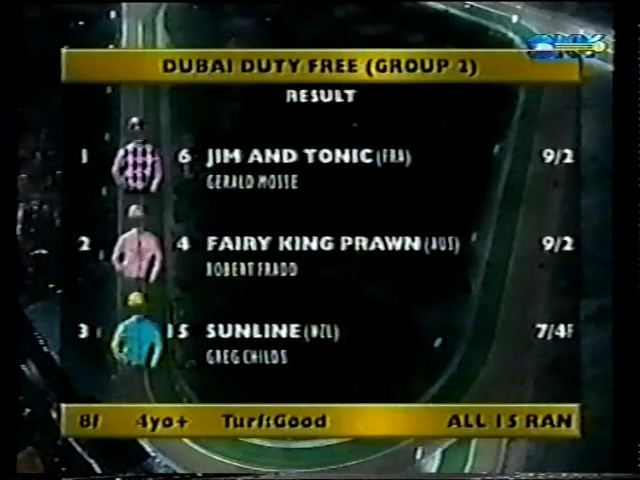 DUBAI DUTY FREE (GROUP 2)
RESULT
1 6 JIM AND TONIC (FRA) 9/2
GERALD MOSSE
2 4 FAIRY KING PRAWN (AUS) 9/2
ROBERT FRADD
3 15 SUNLINE (NZL) 7/4F
GREG CHILDS
8f 4yo+ Turf:Good ALL 15 RAN